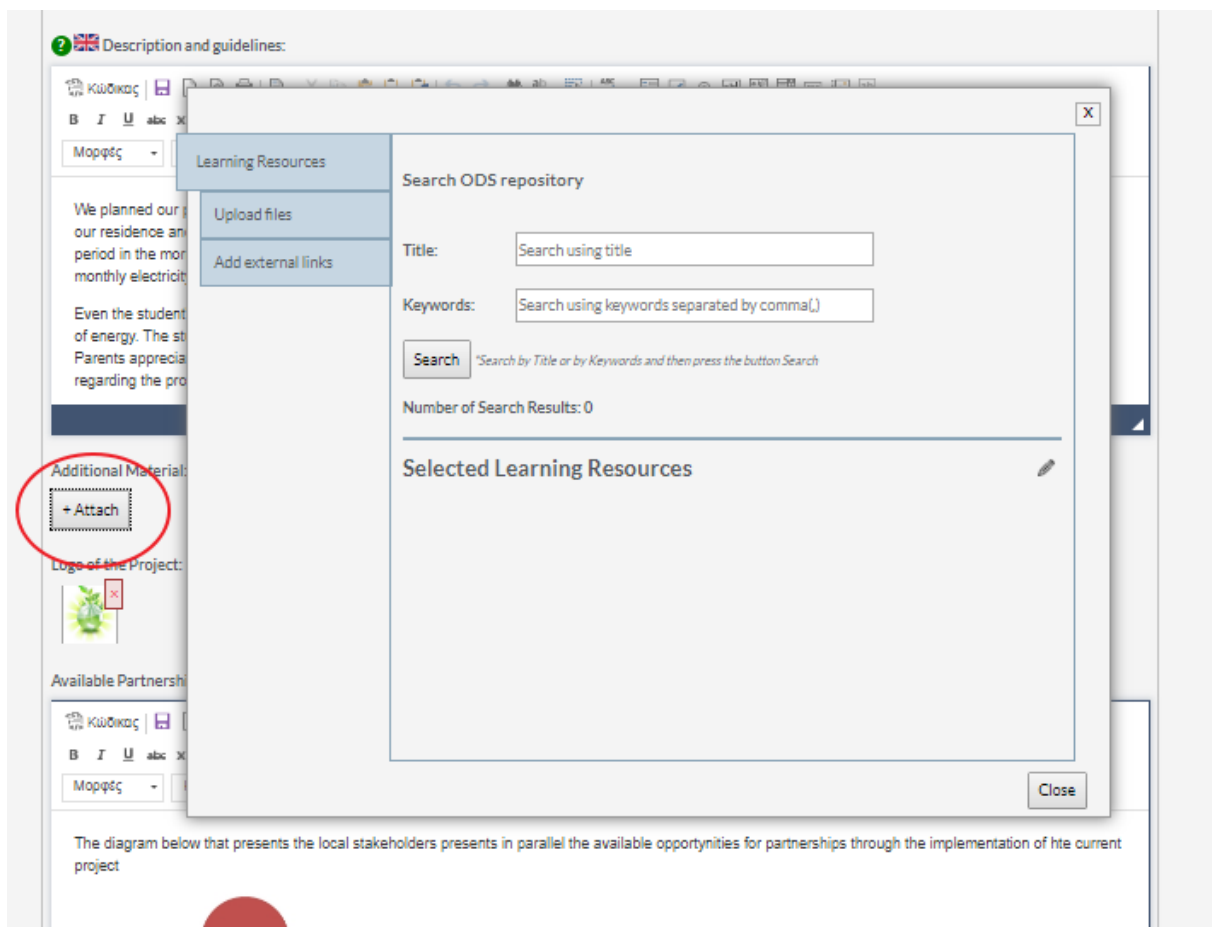 Description and guidelines:
Κώδικας
B I U abc x
Μορφές
We planned our
our residence an
period in the mor
monthly electricit
Even the student
of energy. The st
Parents apprecia
regarding the pro
X
Learning Resources
Upload files
Add external links
Search ODS repository
Title: Search using title
Keywords: Search using keywords separated by comma(,)
Search *Search by Title or by Keywords and then press the button Search
Number of Search Results: 0
Selected Learning Resources
Additional Material:
+ Attach
Logo of the Project:
x
Available Partnershi
Κώδικας
B I U abc x
Μορφές
Close
The diagram below that presents the local stakeholders presents in parallel the available opportynities for partnerships through the implementation of hte current
project